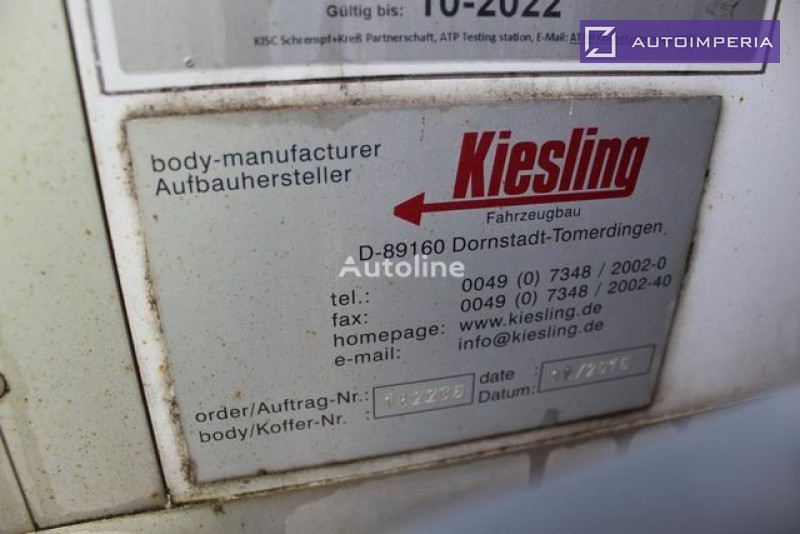 Gültig bis: 10-2022
KISC Schrempf+Kreß Partnerschaft, ATP Testing station, E-Mail:
AUTOIMPERIA
body-manufacturer
Aufbauhersteller
Kiesling
Fahrzeugbau
D-89160 Dornstadt-Tomerdingen
Autoline
tel.: 0049 (0) 7348 / 2002-0
fax: 0049 (0) 7348 / 2002-40
homepage: www.kiesling.de
e-mail: info@kiesling.de
order/Auftrag-Nr.:
body/Koffer-Nr. :
date :
Datum: